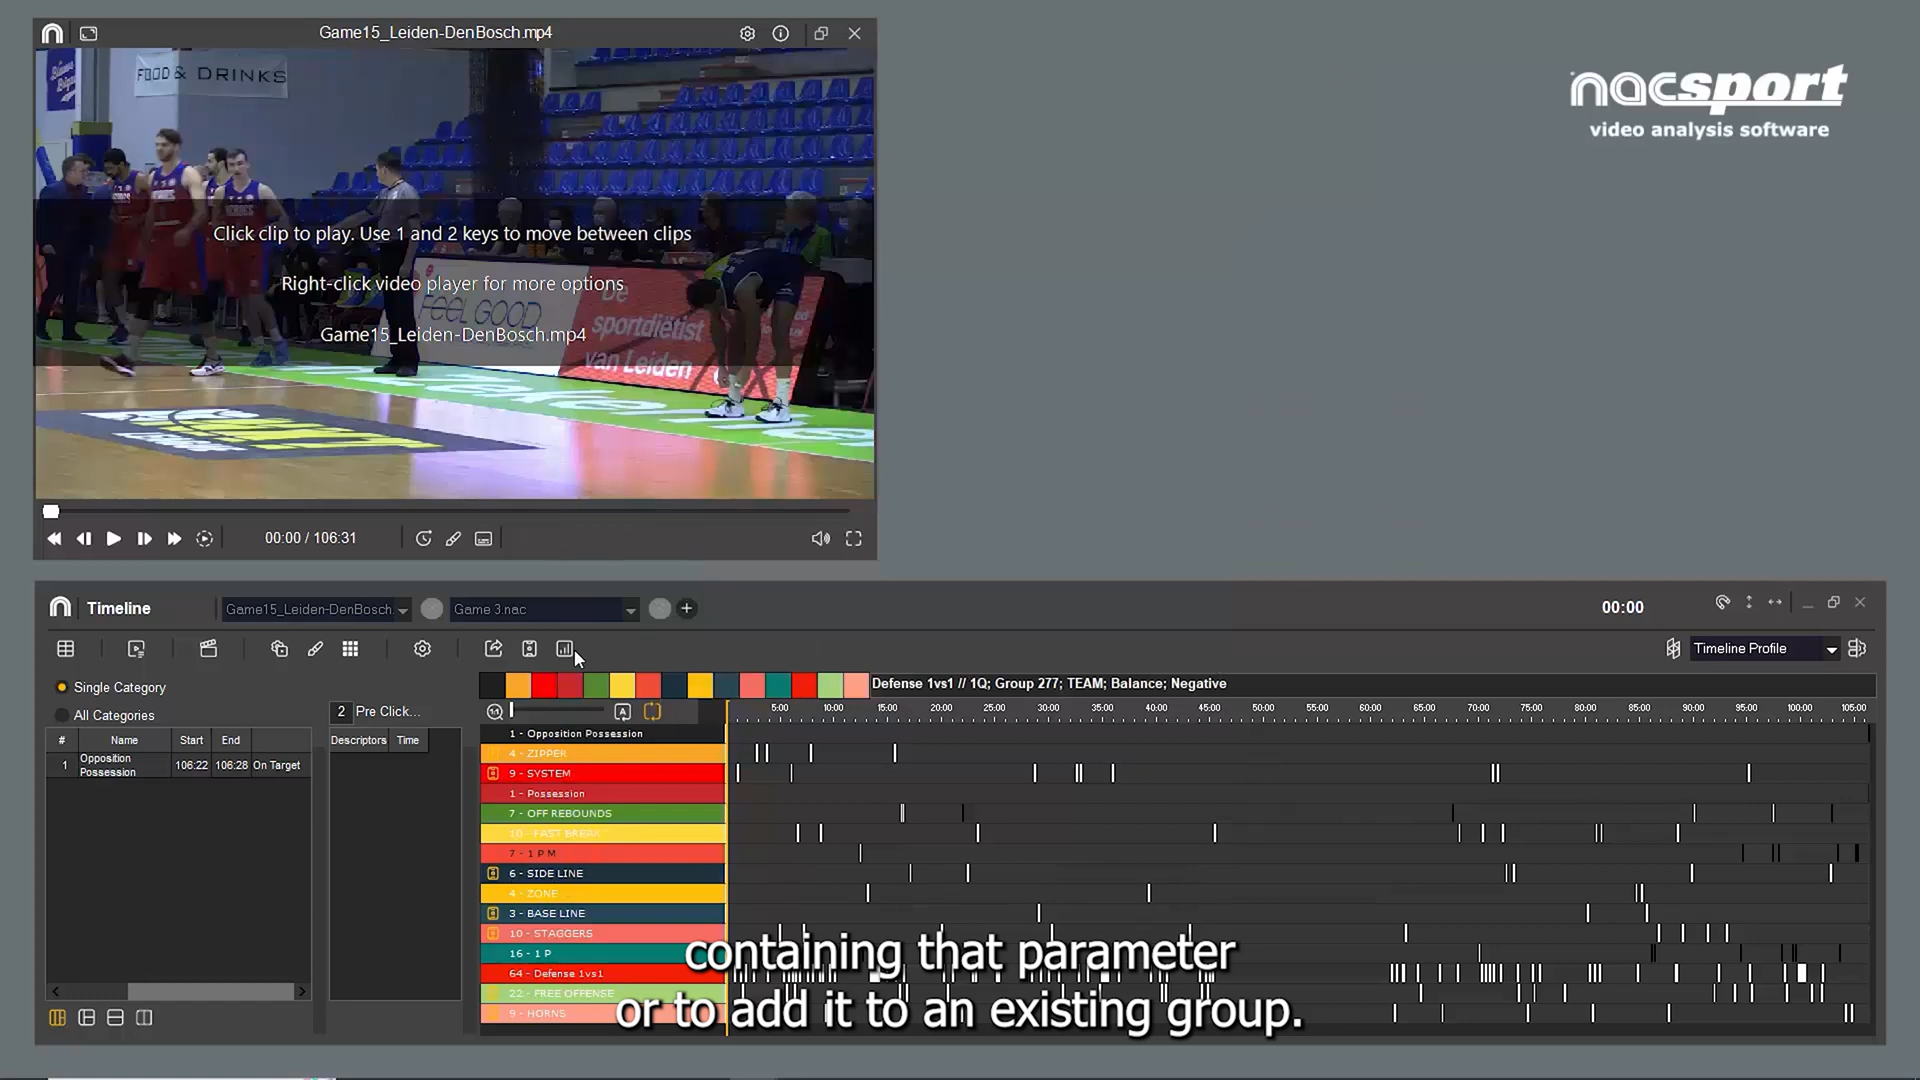 Game15_Leiden-DenBosch.mp4
FOOD & DRINKS
HEROES
Click clip to play. Use 1 and 2 keys to move between clips
Right-click video player for more options
Game15_Leiden-DenBosch.mp4
FEEL GOOD
De
sportdiëtist
van Leiden
00:00 / 106:31
nacsport
video analysis software
Timeline
Game15_Leiden-DenBosch.
Game 3.nac
+
00:00
Timeline Profile
Single Category
All Categories
2 Pre Click...
# Name Start End
1 Opposition Possession 106:22 106:28 On Target
Descriptors Time
Defense 1vs1 // 1Q; Group 277; TEAM; Balance; Negative
1:1 A
5:00 10:00 15:00 20:00 25:00 30:00 35:00 40:00 45:00 50:00 55:00 60:00 65:00 70:00 75:00 80:00 85:00 90:00 95:00 100:00 105:00
1 - Opposition Possession
4 - ZIPPER
9 - SYSTEM
1 - Possession
7 - OFF REBOUNDS
10 - FAST BREAK
7 - 1 P M
6 - SIDE LINE
4 - ZONE
3 - BASE LINE
10 - STAGGERS
16 - 1 P
64 - Defense 1vs1
22 - FREE OFFENSE
9 - HORNS
containing that parameter
or to add it to an existing group.